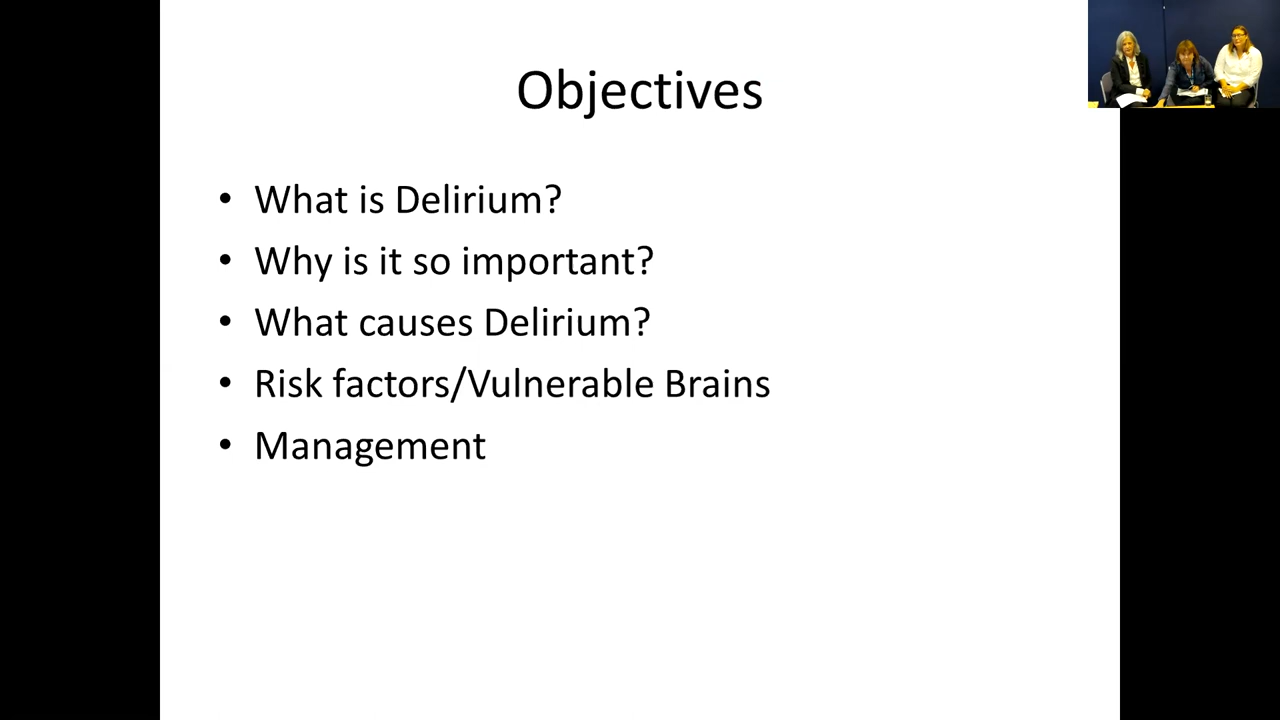 Objectives
• What is Delirium?
• Why is it so important?
• What causes Delirium?
• Risk factors/Vulnerable Brains
• Management